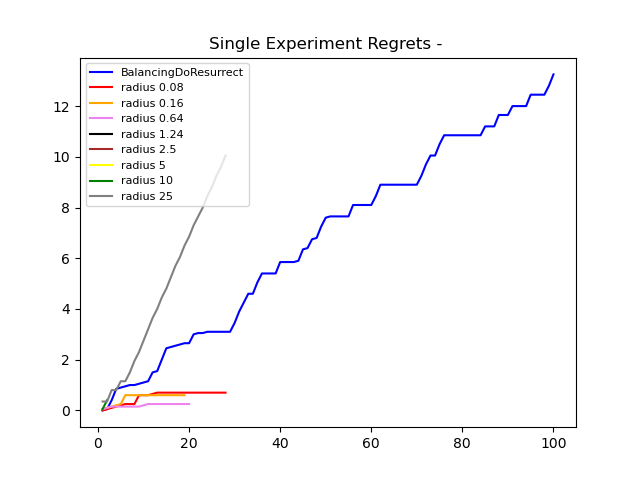 Single Experiment Regrets -
BalancingDoResurrect
radius 0.08
radius 0.16
radius 0.64
radius 1.24
radius 2.5
radius 5
radius 10
radius 25
12
10
8
6
4
2
0
0 20 40 60 80 100